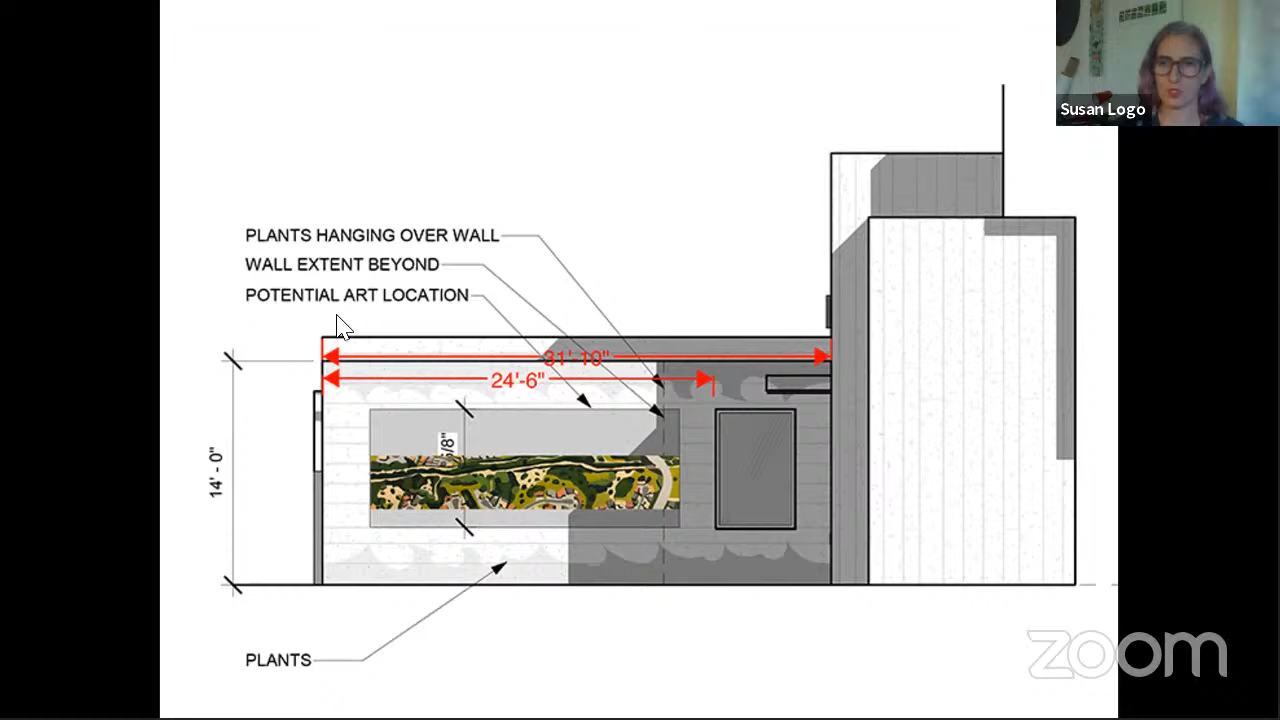 Susan Logo
PLANTS HANGING OVER WALL
WALL EXTENT BEYOND
POTENTIAL ART LOCATION
31'-10"
24'-6"
/8"
14' - 0"
PLANTS
zoom